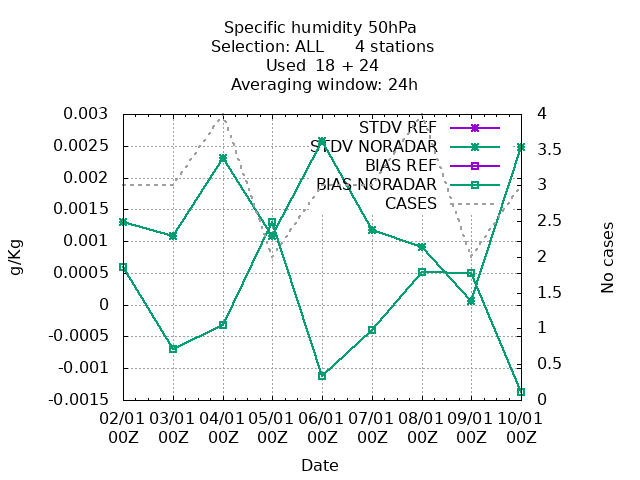 Specific humidity 50hPa
Selection: ALL 4 stations
Used 18 + 24
Averaging window: 24h
STDV REF
STDV NORADAR
BIAS REF
BIAS NORADAR
CASES
g/Kg
0.003
0.0025
0.002
0.0015
0.001
0.0005
0
-0.0005
-0.001
-0.0015
4
3.5
3
2.5
2
1.5
1
0.5
0
No cases
02/01 03/01 04/01 05/01 06/01 07/01 08/01 09/01 10/01
00Z 00Z 00Z 00Z 00Z 00Z 00Z 00Z 00Z
Date